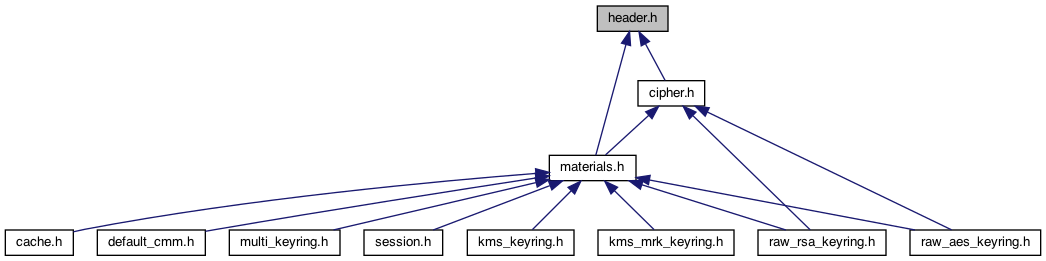 header.h
cipher.h
materials.h
cache.h
default_cmm.h
multi_keyring.h
session.h
kms_keyring.h
kms_mrk_keyring.h
raw_rsa_keyring.h
raw_aes_keyring.h